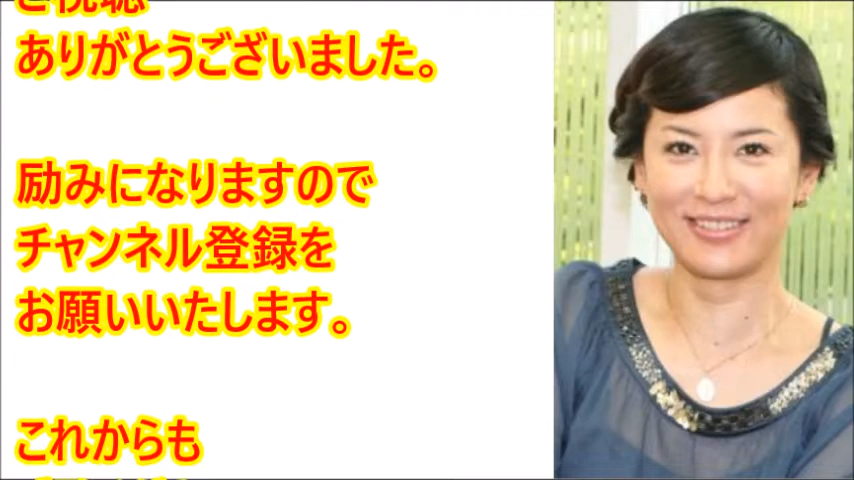 ありがとうございました。
励みになりますので
チャンネル登録を
お願いいたします。
これからも